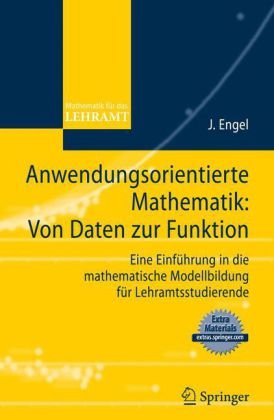 Mathematik für das
LEHRAMT
J. Engel
Anwendungsorientierte
Mathematik:
Von Daten zur Funktion
Eine Einführung in die
mathematische Modellbildung
für Lehramtsstudierende
Extra
Materials
extras.springer.com
Springer